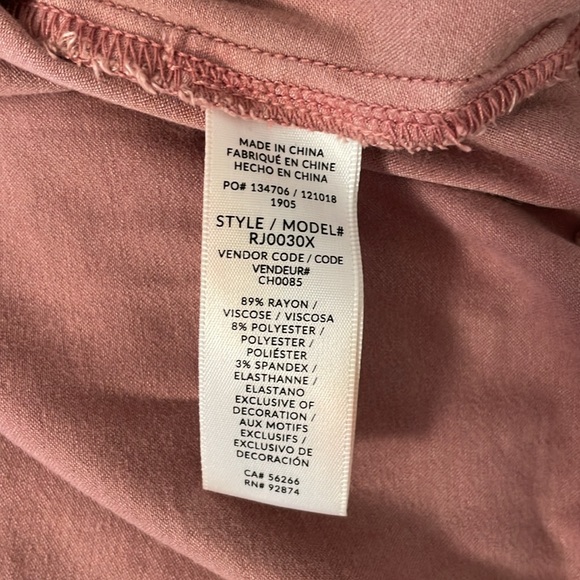 MADE IN CHINA
FABRIQUÉ EN CHINE
HECHO EN CHINA
PO# 134706 / 121018
1905
STYLE / MODEL#
RJ0030X
VENDOR CODE / CODE
VENDEUR#
CH0085
89% RAYON /
VISCOSE / VISCOSA
8% POLYESTER /
POLYESTER /
POLIÉSTER
3% SPANDEX /
ELASTHANNE /
ELASTANO
EXCLUSIVE OF
DECORATION /
AUX MOTIFS
EXCLUSIFS /
EXCLUSIVO DE
DECORACIÓN
CA# 56266
RN# 92874